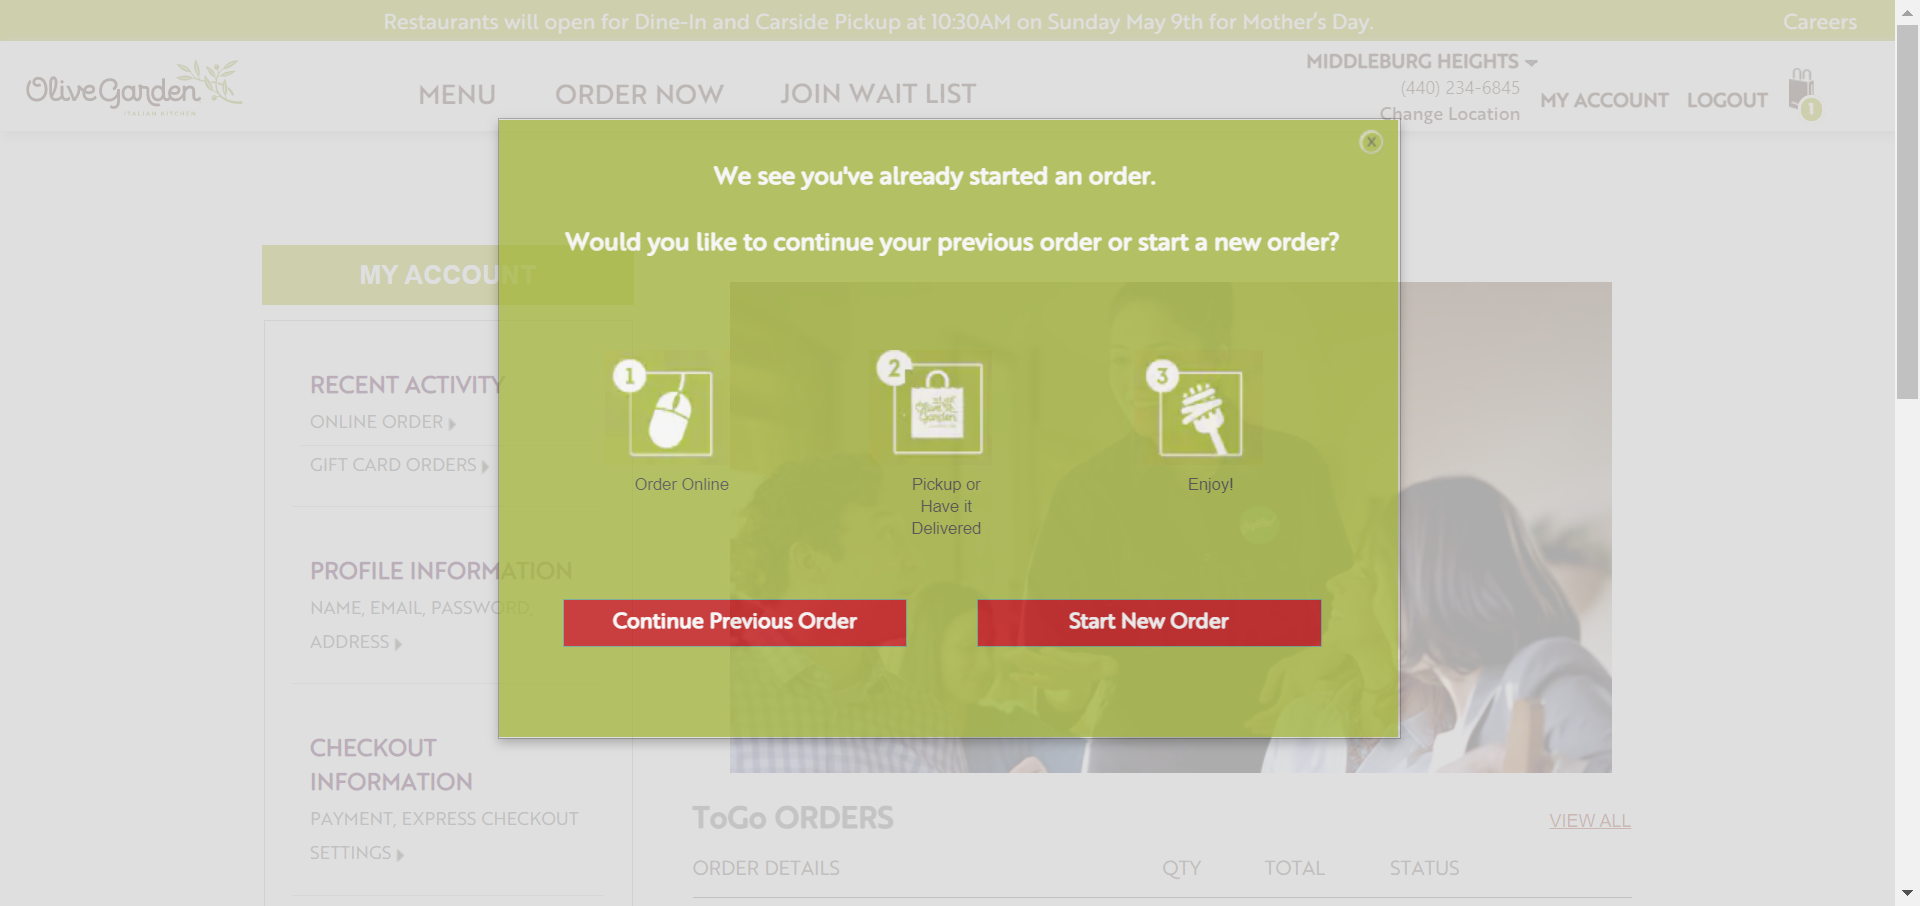 Restaurants will open for Dine-In and Carside Pickup at 10:30AM on Sunday May 9th for Mother’s Day.
Careers
Olive Garden
ITALIAN KITCHEN
MENU
ORDER NOW
JOIN WAIT LIST
MIDDLEBURG HEIGHTS
(440) 234-6845
Change Location
MY ACCOUNT
LOGOUT
1
X
We see you've already started an order.
Would you like to continue your previous order or start a new order?
1
2
3
Olive Garden
Order Online
Pickup or
Have it
Delivered
Enjoy!
Continue Previous Order
Start New Order
MY ACCOUNT
RECENT ACTIVITY
ONLINE ORDER
GIFT CARD ORDERS
PROFILE INFORMATION
NAME, EMAIL, PASSWORD,
ADDRESS
CHECKOUT
INFORMATION
PAYMENT, EXPRESS CHECKOUT
SETTINGS
ToGo ORDERS
VIEW ALL
ORDER DETAILS
QTY
TOTAL
STATUS